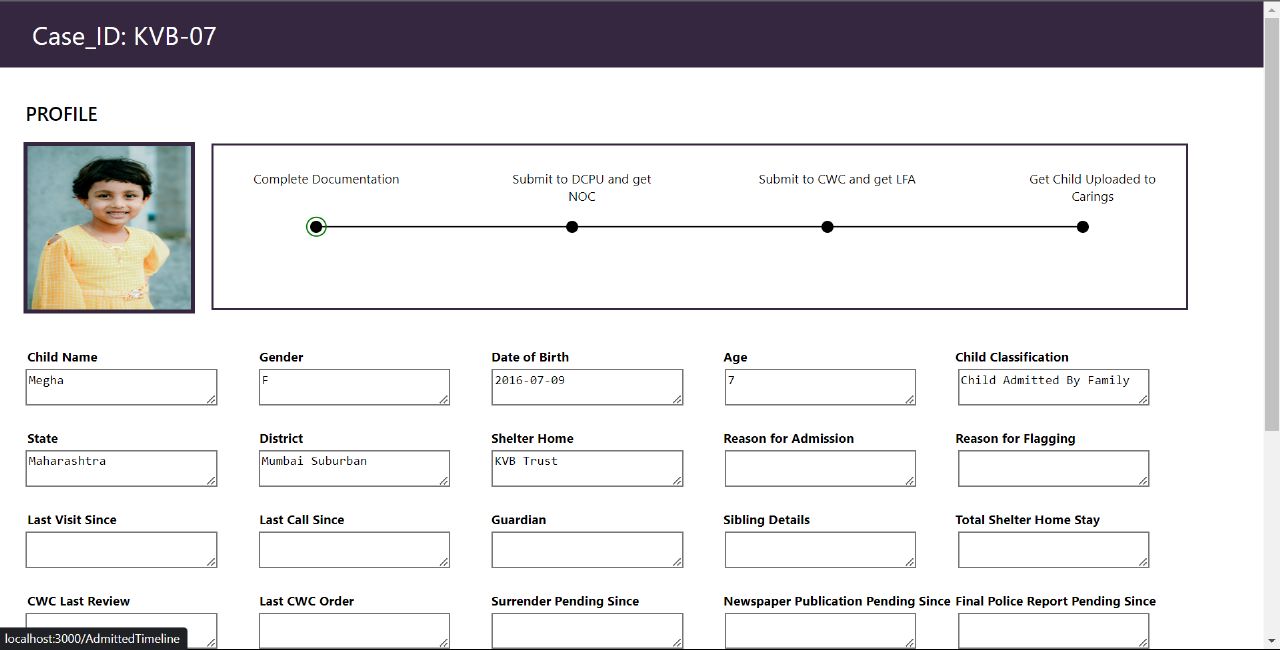 Case_ID: KVB-07
PROFILE
Complete Documentation
Submit to DCPU and get
NOC
Submit to CWC and get LFA
Get Child Uploaded to
Carings
Child Name
Gender
Date of Birth
Age
Child Classification
Megha
F
2016-07-09
7
Child Admitted By Family
State
District
Shelter Home
Reason for Admission
Reason for Flagging
Maharashtra
Mumbai Suburban
KVB Trust
Last Visit Since
Last Call Since
Guardian
Sibling Details
Total Shelter Home Stay
CWC Last Review
Last CWC Order
Surrender Pending Since
Newspaper Publication Pending Since
Final Police Report Pending Since
localhost:3000/AdmittedTimeline